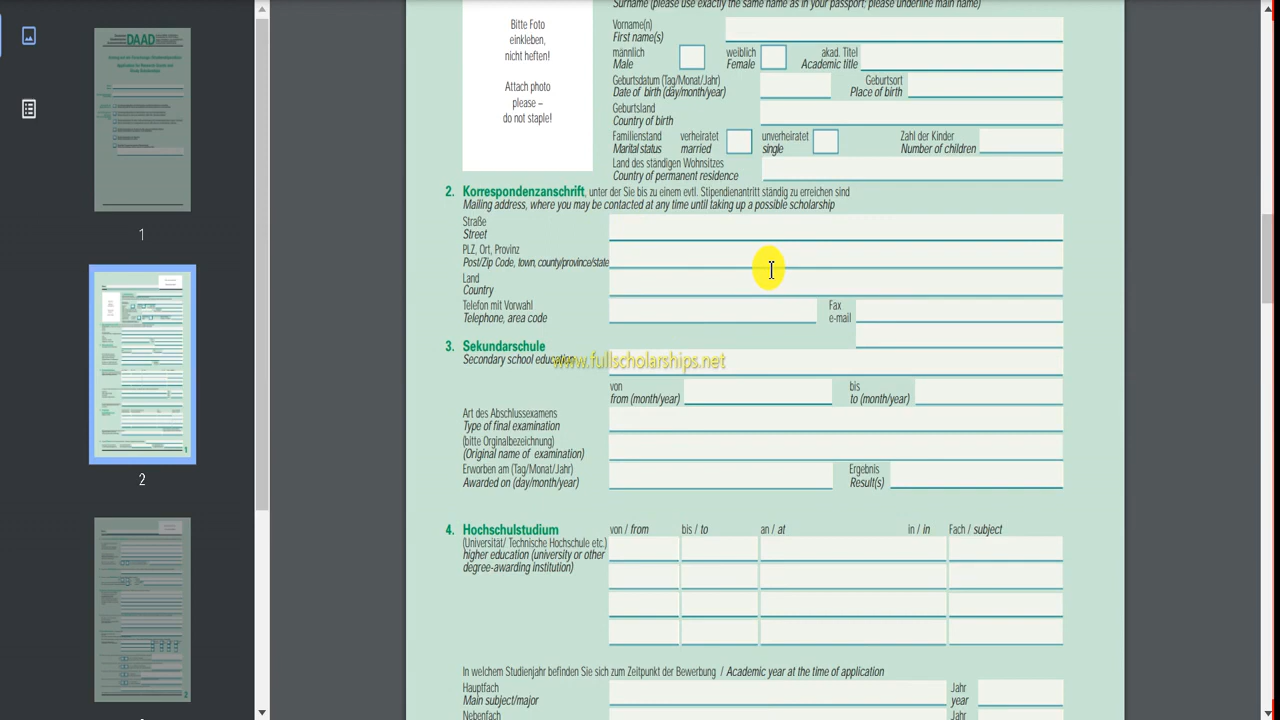 DAAD
1
2
Surname (please use exactly the same name as in your passport; please underline main name)
Bitte Foto
einkleben,
nicht heften!
Attach photo
please –
do not staple!
Vorname(n)
First name(s)
männlich
Male
weiblich
Female
akad. Titel
Academic title
Geburtsdatum (Tag/Monat/Jahr)
Date of birth (day/month/year)
Geburtsort
Place of birth
Geburtsland
Country of birth
Familienstand
Marital status
verheiratet
married
unverheiratet
single
Zahl der Kinder
Number of children
Land des ständigen Wohnsitzes
Country of permanent residence
2. Korrespondenzanschrift, unter der Sie bis zu einem evtl. Stipendienantritt ständig zu erreichen sind
Mailing address, where you may be contacted at any time until taking up a possible scholarship
Straße
Street
PLZ, Ort, Provinz
Post/Zip Code, town, county/province/state
Land
Country
Telefon mit Vorwahl
Telephone, area code
Fax
e-mail
3. Sekundarschule
Secondary school education
www.fullscholarships.net
von
from (month/year)
bis
to (month/year)
Art des Abschlussexamens
Type of final examination
(bitte Orginalbezeichnung)
(Original name of examination)
Erworben am (Tag/Monat/Jahr)
Awarded on (day/month/year)
Ergebnis
Result(s)
4. Hochschulstudium
von / from bis / to an / at in / in Fach / subject
(Universität/ Technische Hochschule etc.)
higher education (university or other
degree-awarding institution)
In welchem Studienjahr befinden Sie sich zum Zeitpunkt der Bewerbung / Academic year at the time of application
Hauptfach
Main subject/major
Jahr
year
Nebenfach
Jahr